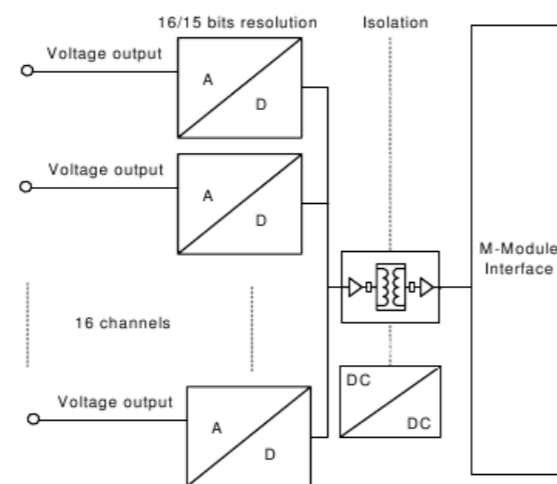 16/15 bits resolution
Isolation
Voltage output
A
D
Voltage output
A
D
M-Module
Interface
16 channels
DC
DC
Voltage output
A
D